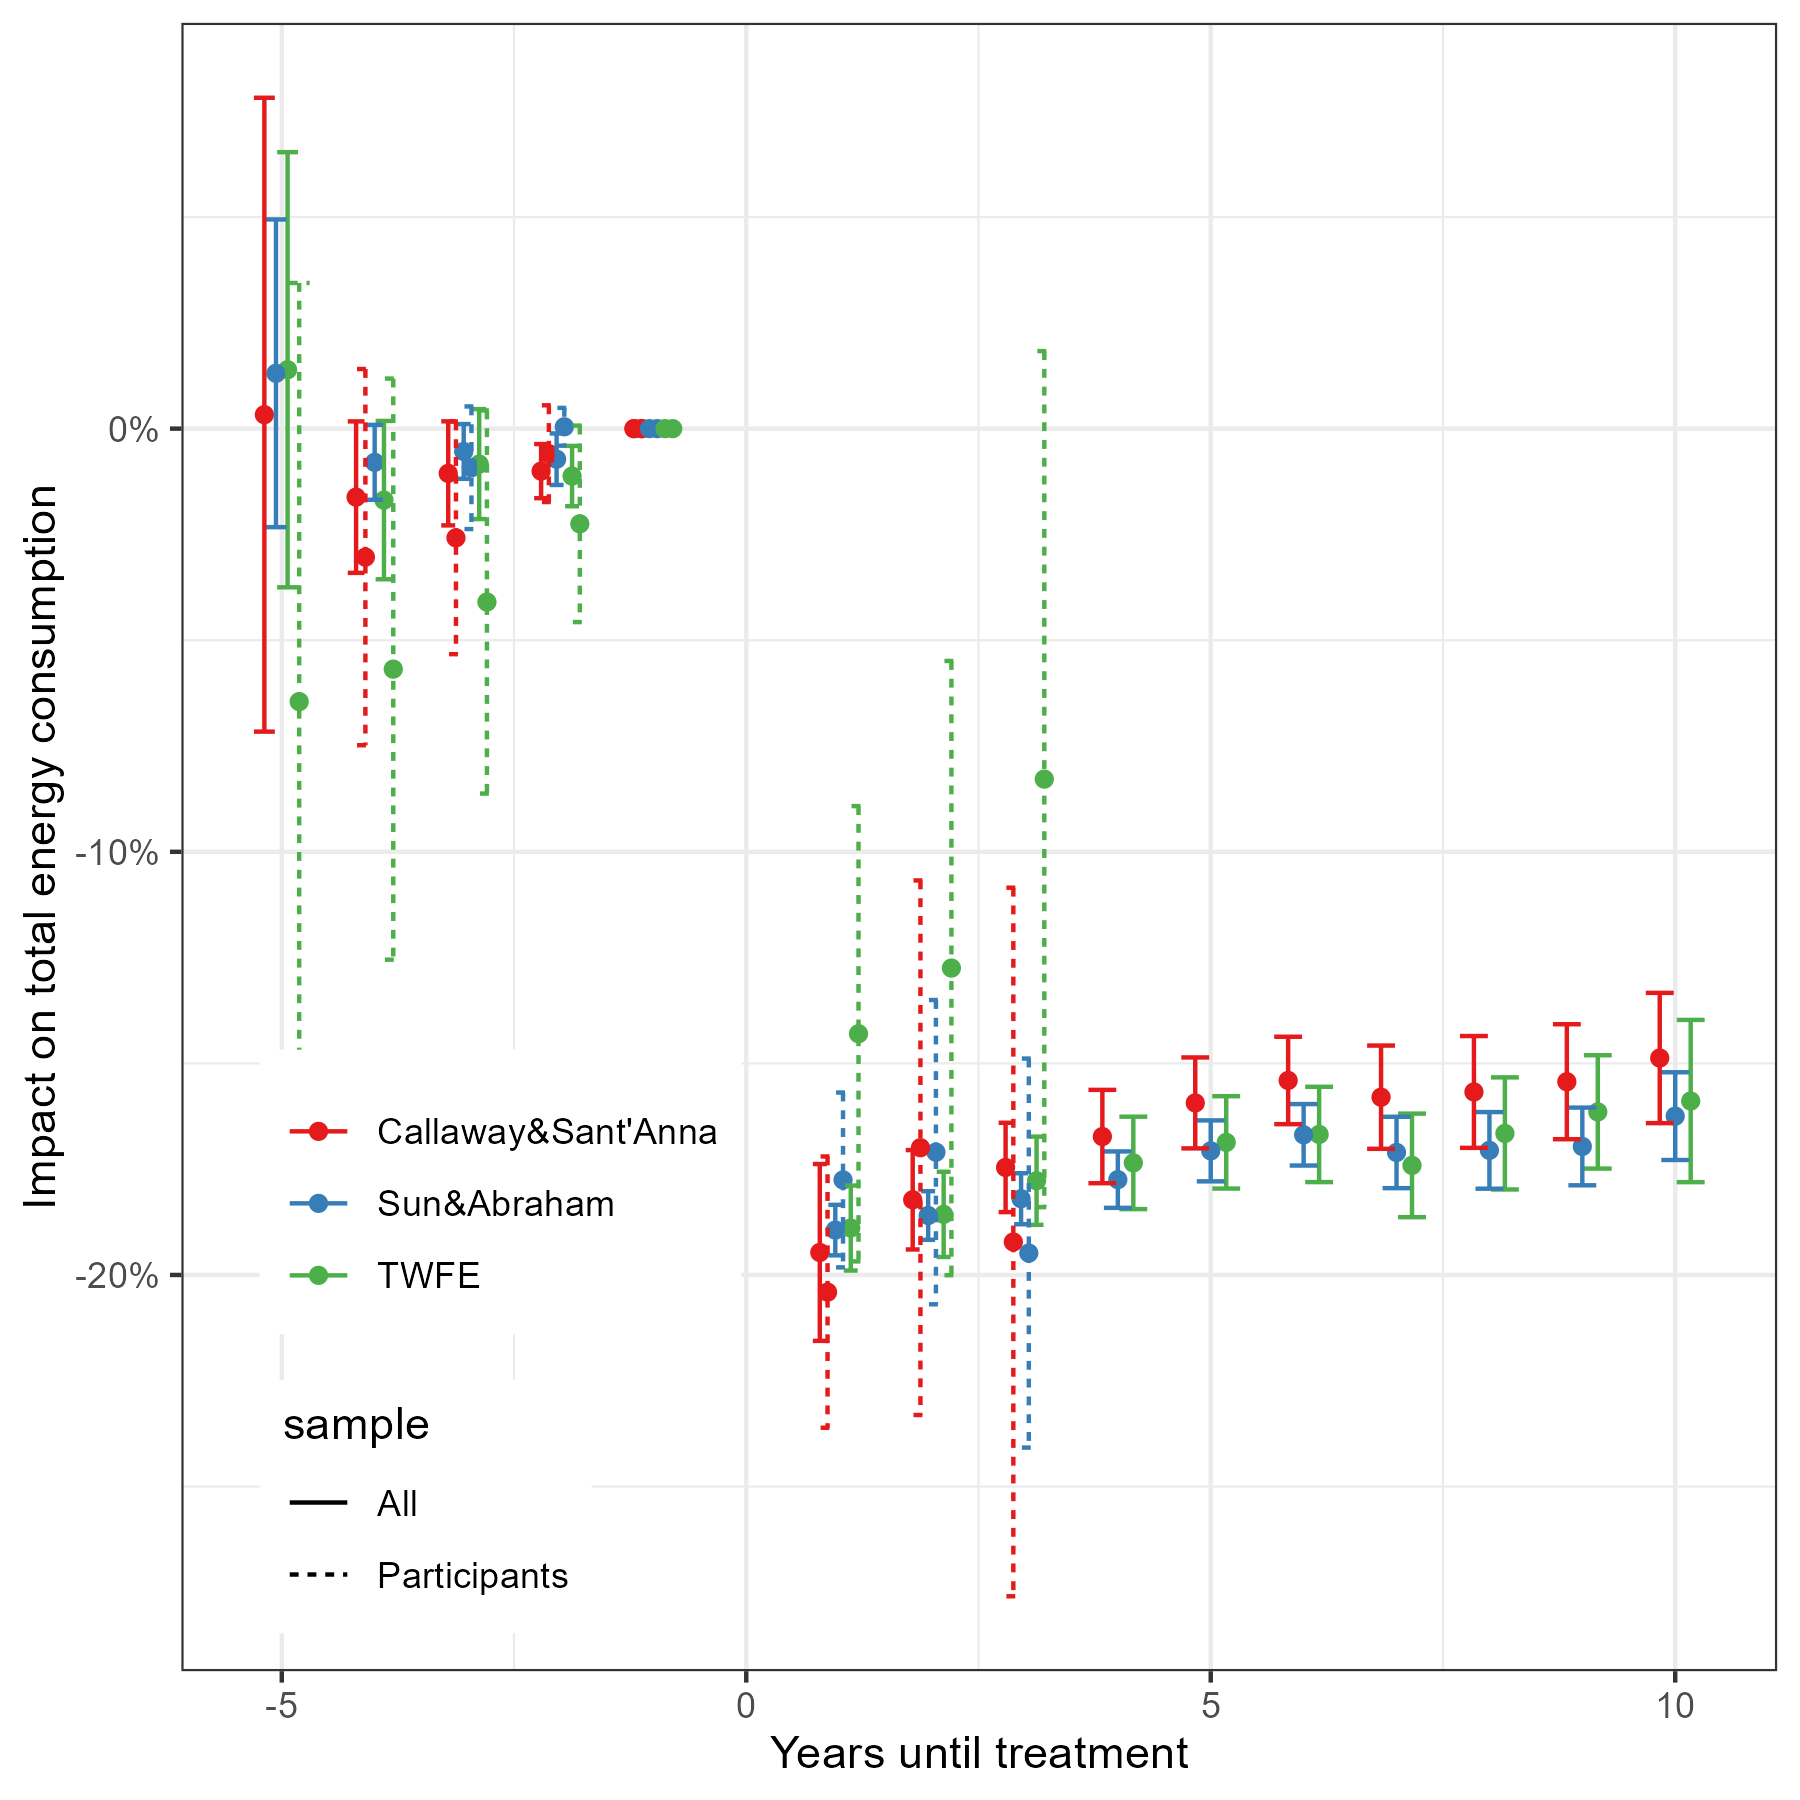 Impact on total energy consumption
0%
-10%
-20%
Callaway&Sant'Anna
Sun&Abraham
TWFE
sample
All
Participants
-5
0
5
10
Years until treatment